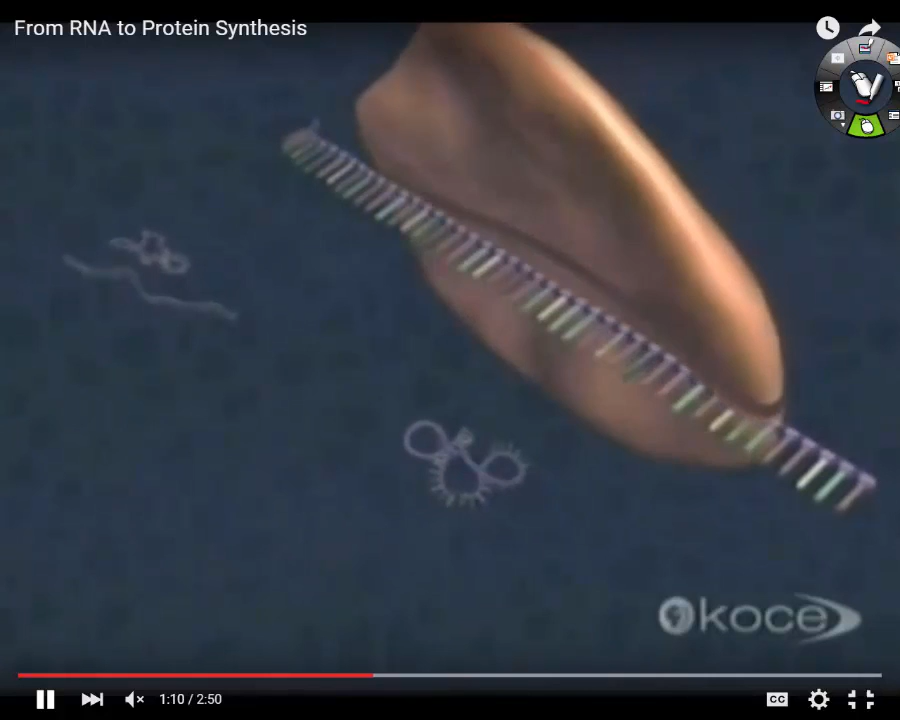 From RNA to Protein Synthesis
koce
1:10 / 2:50
CC